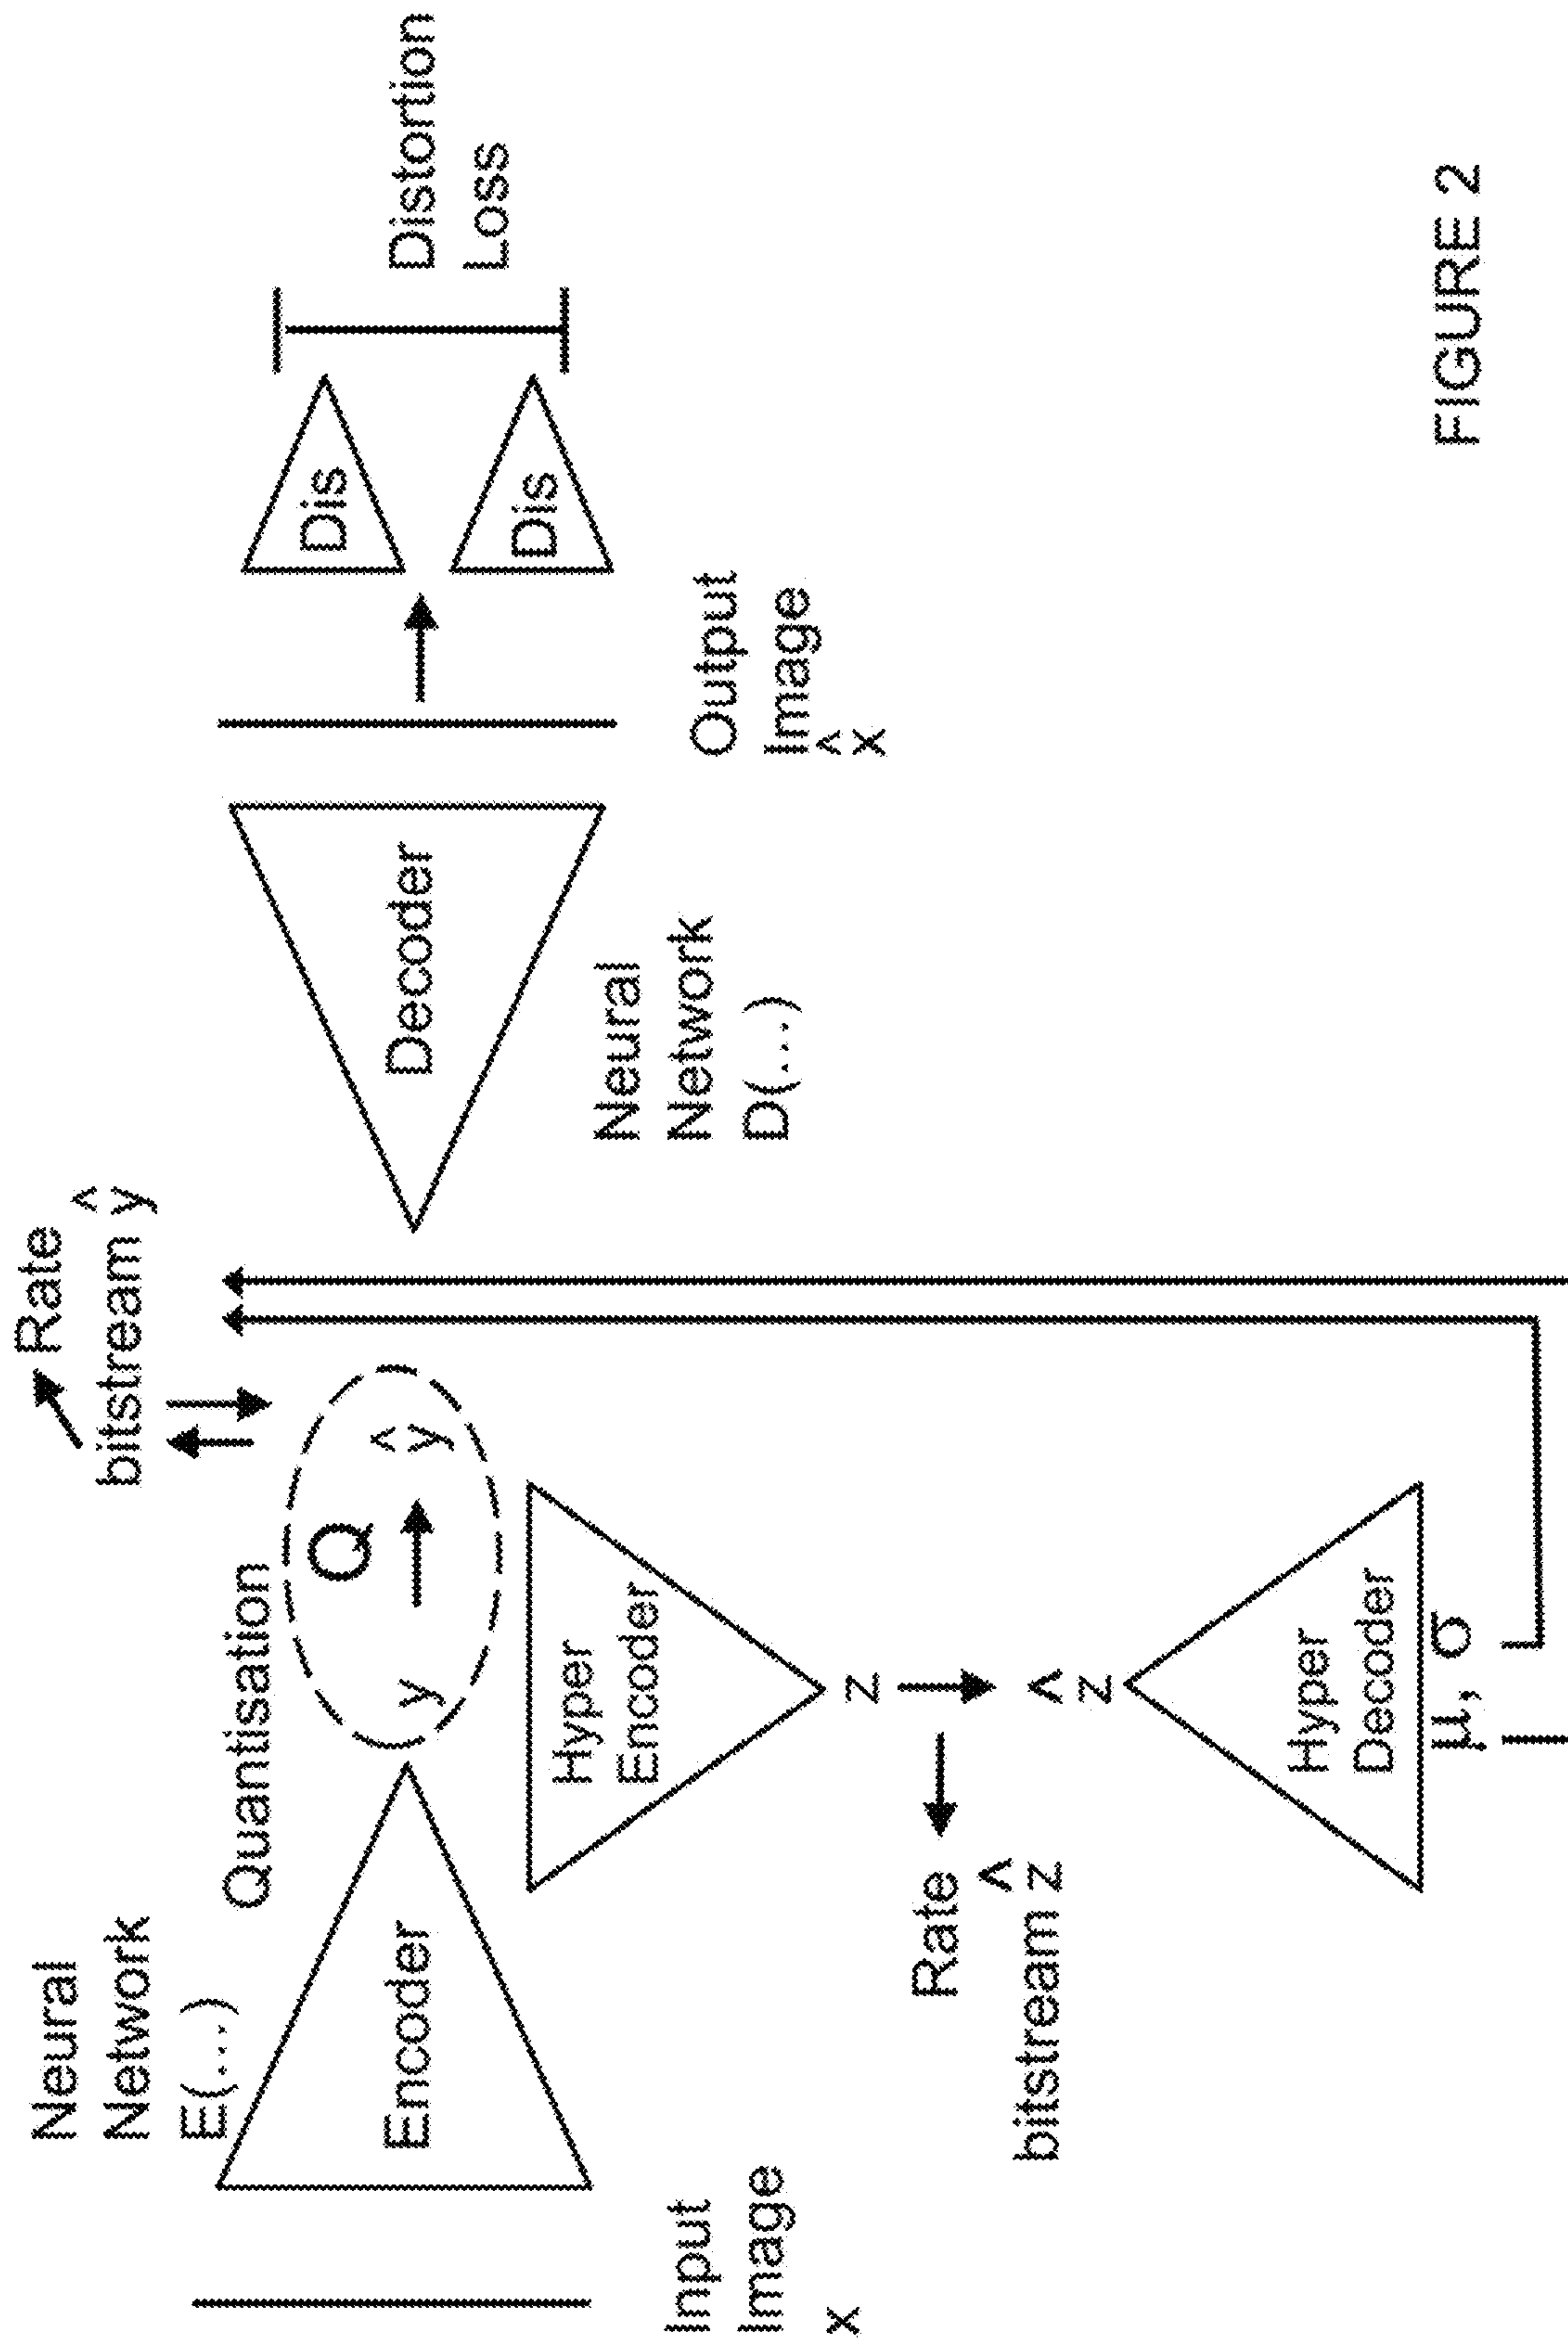 Neural
Network
E(...)
Quantisation
Rate
bitstream ŷ
Input
Image
x
Encoder
Q
y
ŷ
Hyper
Encoder
z
ẑ
Rate
bitstream ẑ
Hyper
Decoder
μ, σ
Decoder
Neural
Network
D(...)
Output
Image
x̂
Dis
Dis
Distortion
Loss
FIGURE 2